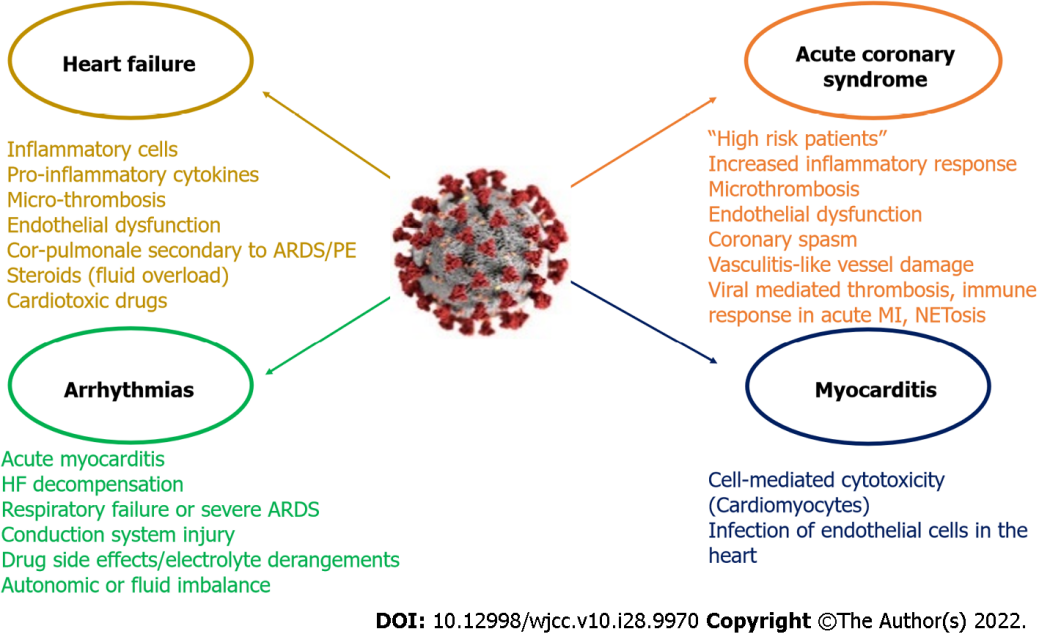 Heart failure
Inflammatory cells
Pro-inflammatory cytokines
Micro-thrombosis
Endothelial dysfunction
Cor-pulmonale secondary to ARDS/PE
Steroids (fluid overload)
Cardiotoxic drugs
Acute coronary
syndrome
“High risk patients”
Increased inflammatory response
Microthrombosis
Endothelial dysfunction
Coronary spasm
Vasculitis-like vessel damage
Viral mediated thrombosis, immune
response in acute MI, NETosis
Arrhythmias
Acute myocarditis
HF decompensation
Respiratory failure or severe ARDS
Conduction system injury
Drug side effects/electrolyte derangements
Autonomic or fluid imbalance
Myocarditis
Cell-mediated cytotoxicity
(Cardiomyocytes)
Infection of endothelial cells in the
heart
DOI: 10.12998/wjcc.v10.i28.9970 Copyright ©The Author(s) 2022.